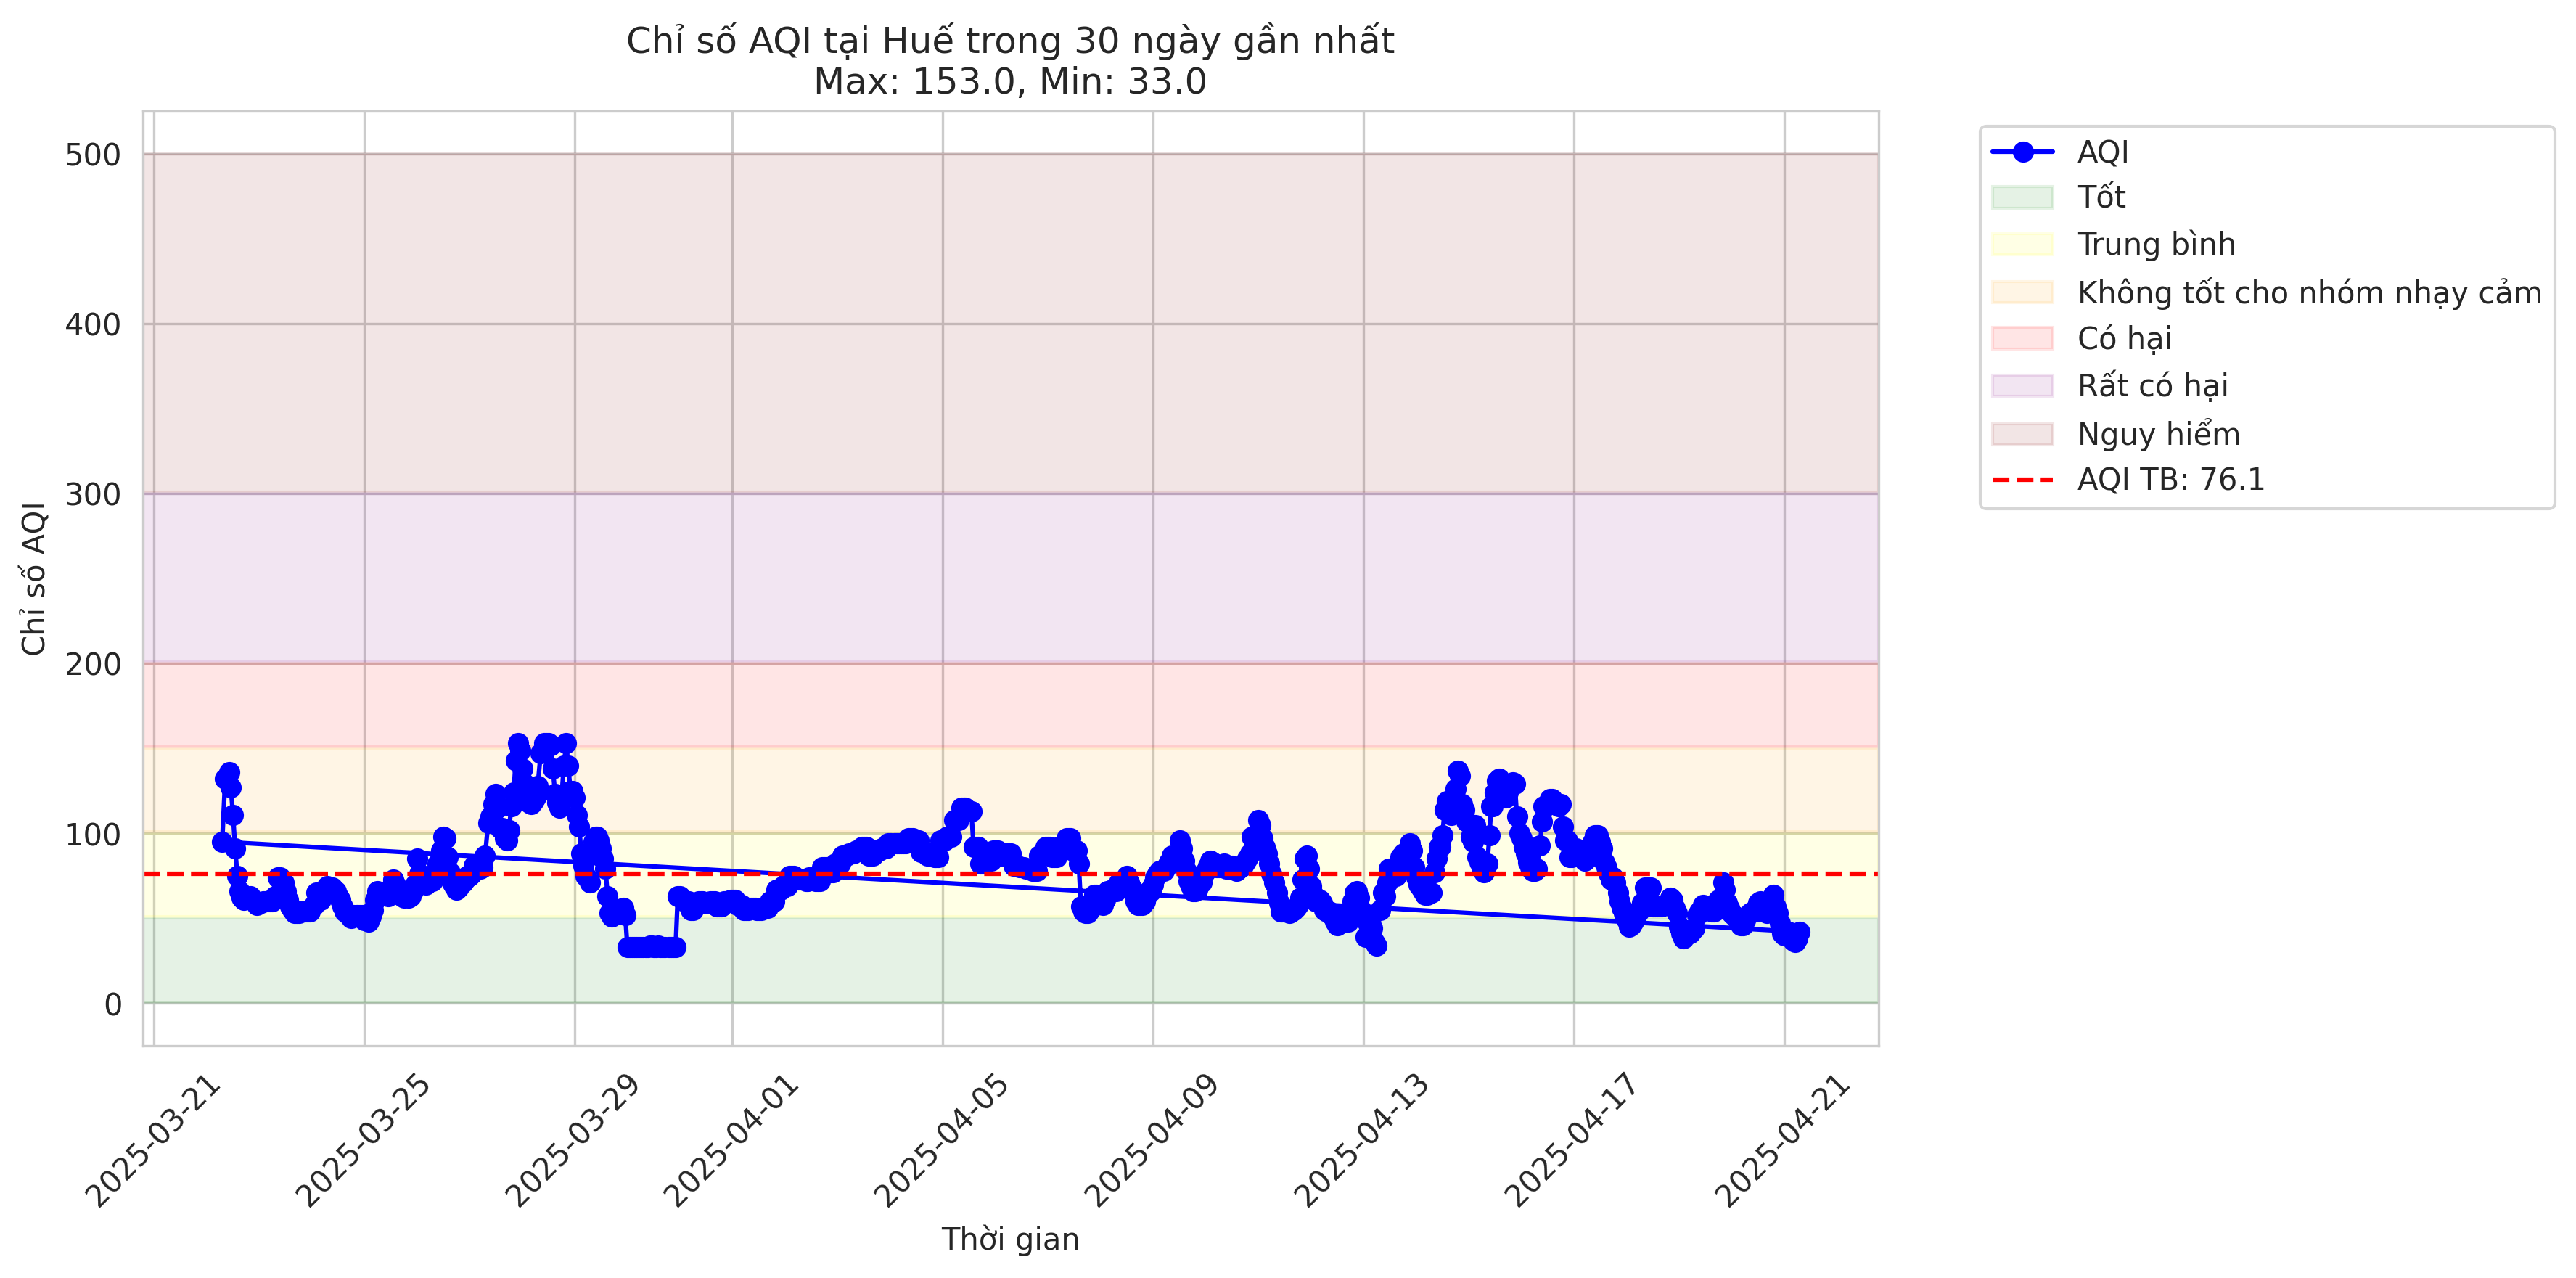 Chỉ số AQI tại Huế trong 30 ngày gần nhất
Max: 153.0, Min: 33.0
Chỉ số AQI
500
400
300
200
100
0
2025-03-21
2025-03-25
2025-03-29
2025-04-01
2025-04-05
2025-04-09
2025-04-13
2025-04-17
2025-04-21
Thời gian
AQI
Tốt
Trung bình
Không tốt cho nhóm nhạy cảm
Có hại
Rất có hại
Nguy hiểm
AQI TB: 76.1